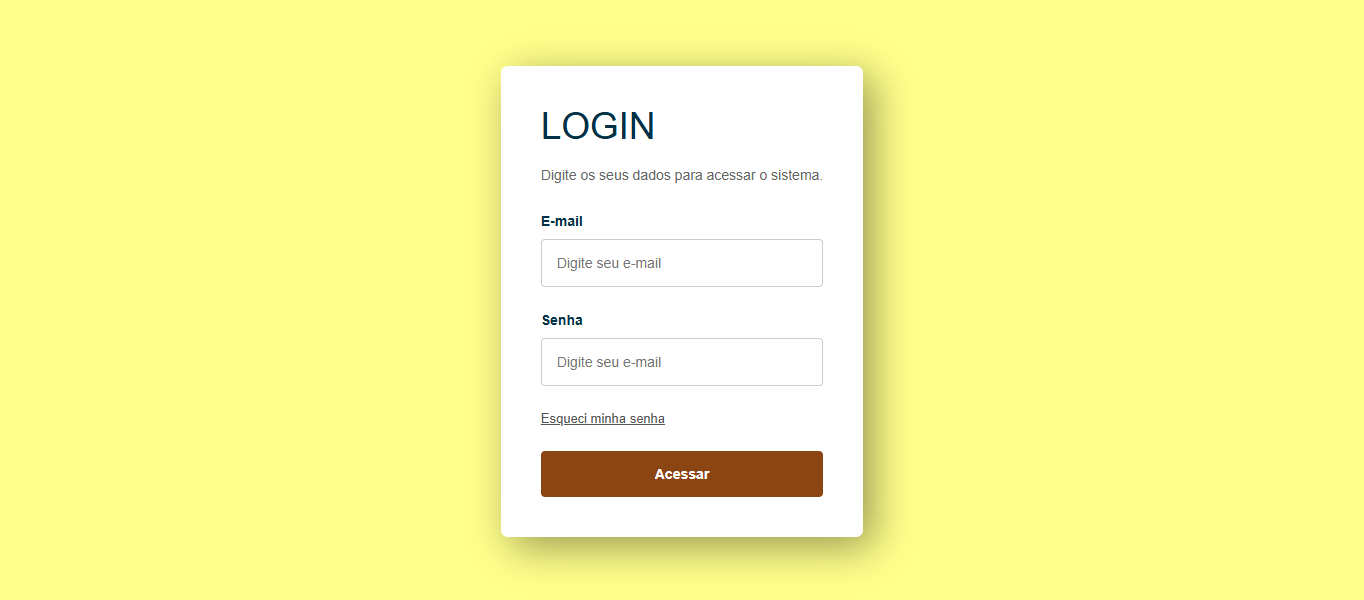 LOGIN
Digite os seus dados para acessar o sistema.
E-mail
Digite seu e-mail
Senha
Digite seu e-mail
Esqueci minha senha
Acessar